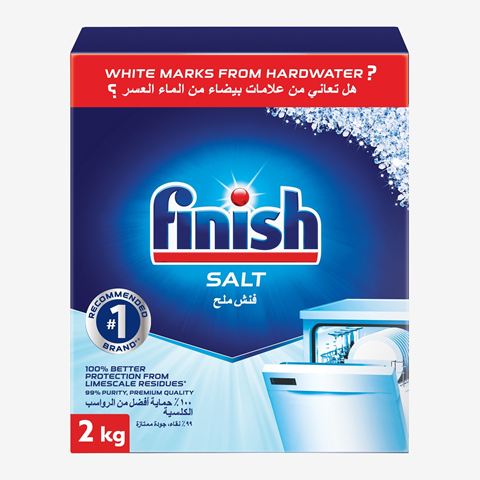 WHITE MARKS FROM HARDWATER ?
هل تعاني من علامات بيضاء من الماء العسر ؟
finish
SALT
فنش ملح
RECOMMENDED
#1
BRAND**
100% BETTER
PROTECTION FROM
LIMESCALE RESIDUES*
99% PURITY, PREMIUM QUALITY
١٠٠٪ حماية أفضل من الرواسب
الكلسية
٩٩٪ نقاء، جودة ممتازة
2 kg